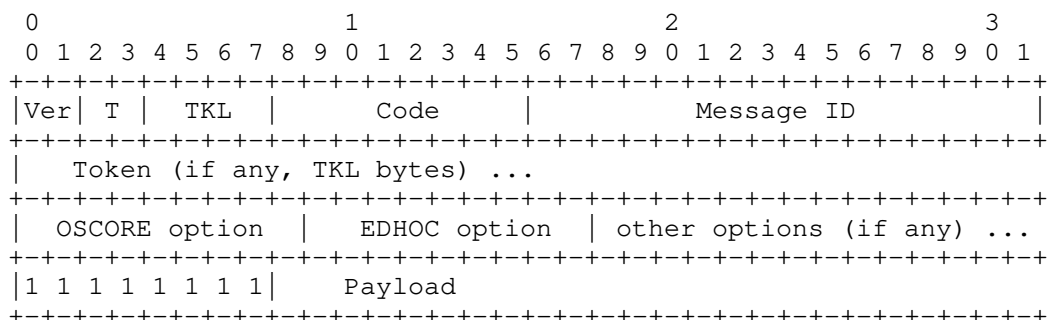 0                   1                   2                   3
 0 1 2 3 4 5 6 7 8 9 0 1 2 3 4 5 6 7 8 9 0 1 2 3 4 5 6 7 8 9 0 1
+-+-+-+-+-+-+-+-+-+-+-+-+-+-+-+-+-+-+-+-+-+-+-+-+-+-+-+-+-+-+-+-+
|Ver| T |  TKL  |      Code     |          Message ID           |
+-+-+-+-+-+-+-+-+-+-+-+-+-+-+-+-+-+-+-+-+-+-+-+-+-+-+-+-+-+-+-+-+
|   Token (if any, TKL bytes) ...
+-+-+-+-+-+-+-+-+-+-+-+-+-+-+-+-+-+-+-+-+-+-+-+-+-+-+-+-+-+-+-+-+
|  OSCORE option  |   EDHOC option  | other options (if any) ...
+-+-+-+-+-+-+-+-+-+-+-+-+-+-+-+-+-+-+-+-+-+-+-+-+-+-+-+-+-+-+-+-+
|1 1 1 1 1 1 1 1|    Payload
+-+-+-+-+-+-+-+-+-+-+-+-+-+-+-+-+-+-+-+-+-+-+-+-+-+-+-+-+-+-+-+-+